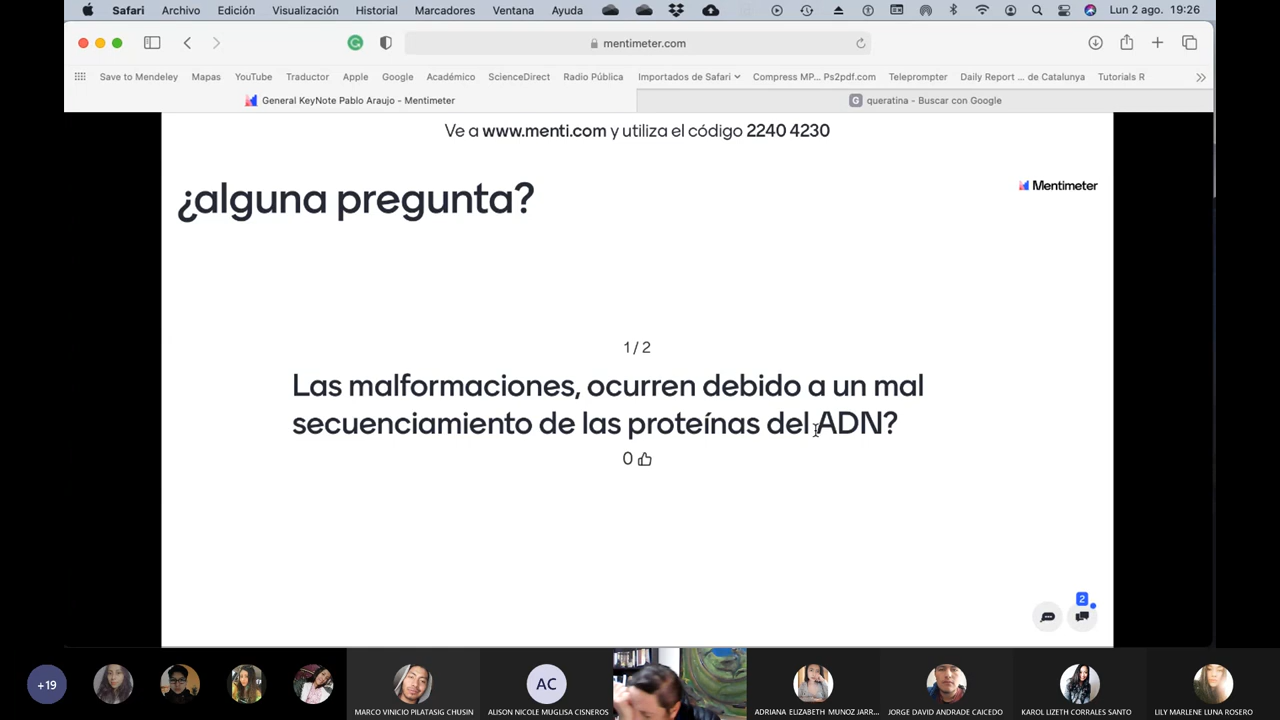 Safari Archivo Edición Visualización Historial Marcadores Ventana Ayuda Lun 2 ago. 19:26
mentimeter.com
Save to Mendeley Mapas YouTube Traductor Apple Google Académico ScienceDirect Radio Pública Importados de Safari Compress MP... Ps2pdf.com Teleprompter Daily Report ... de Catalunya Tutorials R
General KeyNote Pablo Araujo - Mentimeter
G queratina - Buscar con Google
Ve a www.menti.com y utiliza el código 2240 4230
¿alguna pregunta?
Mentimeter
1 / 2
Las malformaciones, ocurren debido a un mal
secuenciamiento de las proteínas del ADN?
0
2
+19
AC
MARCO VINICIO PILATASIG CHUSIN
ALISON NICOLE MUGLISA CISNEROS
ADRIANA ELIZABETH MUNOZ JARR...
JORGE DAVID ANDRADE CAICEDO
KAROL LIZETH CORRALES SANTO
LILY MARLENE LUNA ROSERO